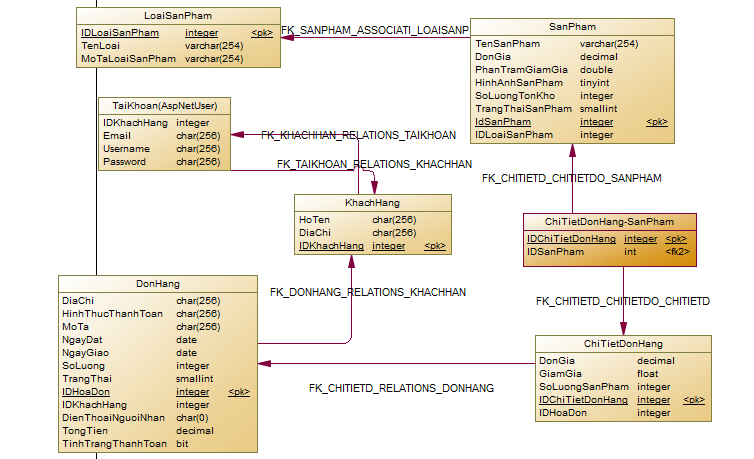 LoaiSanPham
IDLoaiSanPham integer <pk>
TenLoai varchar(254)
MoTaLoaiSanPham varchar(254)
FK_SANPHAM_ASSOCIATI_LOAISANP
SanPham
TenSanPham varchar(254)
DonGia decimal
PhanTramGiamGia double
HinhAnhSanPham tinyint
SoLuongTonKho integer
TrangThaiSanPham smallint
IdSanPham integer <pk>
IDLoaiSanPham integer
TaiKhoan(AspNetUser)
IDKhachHang integer
Email char(256)
Username char(256)
Password char(256)
FK_KHACHHAN_RELATIONS_TAIKHOAN
FK_TAIKHOAN_RELATIONS_KHACHHAN
FK_CHITIETD_CHITIETDO_SANPHAM
KhachHang
HoTen char(256)
DiaChi char(256)
IDKhachHang integer <pk>
ChiTietDonHang-SanPham
IDChiTietDonHang integer <pk>
IDSanPham int <fk2>
FK_DONHANG_RELATIONS_KHACHHAN
FK_CHITIETD_CHITIETDO_CHITIETD
DonHang
DiaChi char(256)
HinhThucThanhToan char(256)
MoTa char(256)
NgayDat date
NgayGiao date
SoLuong integer
TrangThai smallint
IDHoaDon integer <pk>
IDKhachHang integer
DienThoaiNguoiNhan char(0)
TongTien decimal
TinhTrangThanhToan bit
FK_CHITIETD_RELATIONS_DONHANG
ChiTietDonHang
DonGia decimal
GiamGia float
SoLuongSanPham integer
IDChiTietDonHang integer <pk>
IDHoaDon integer